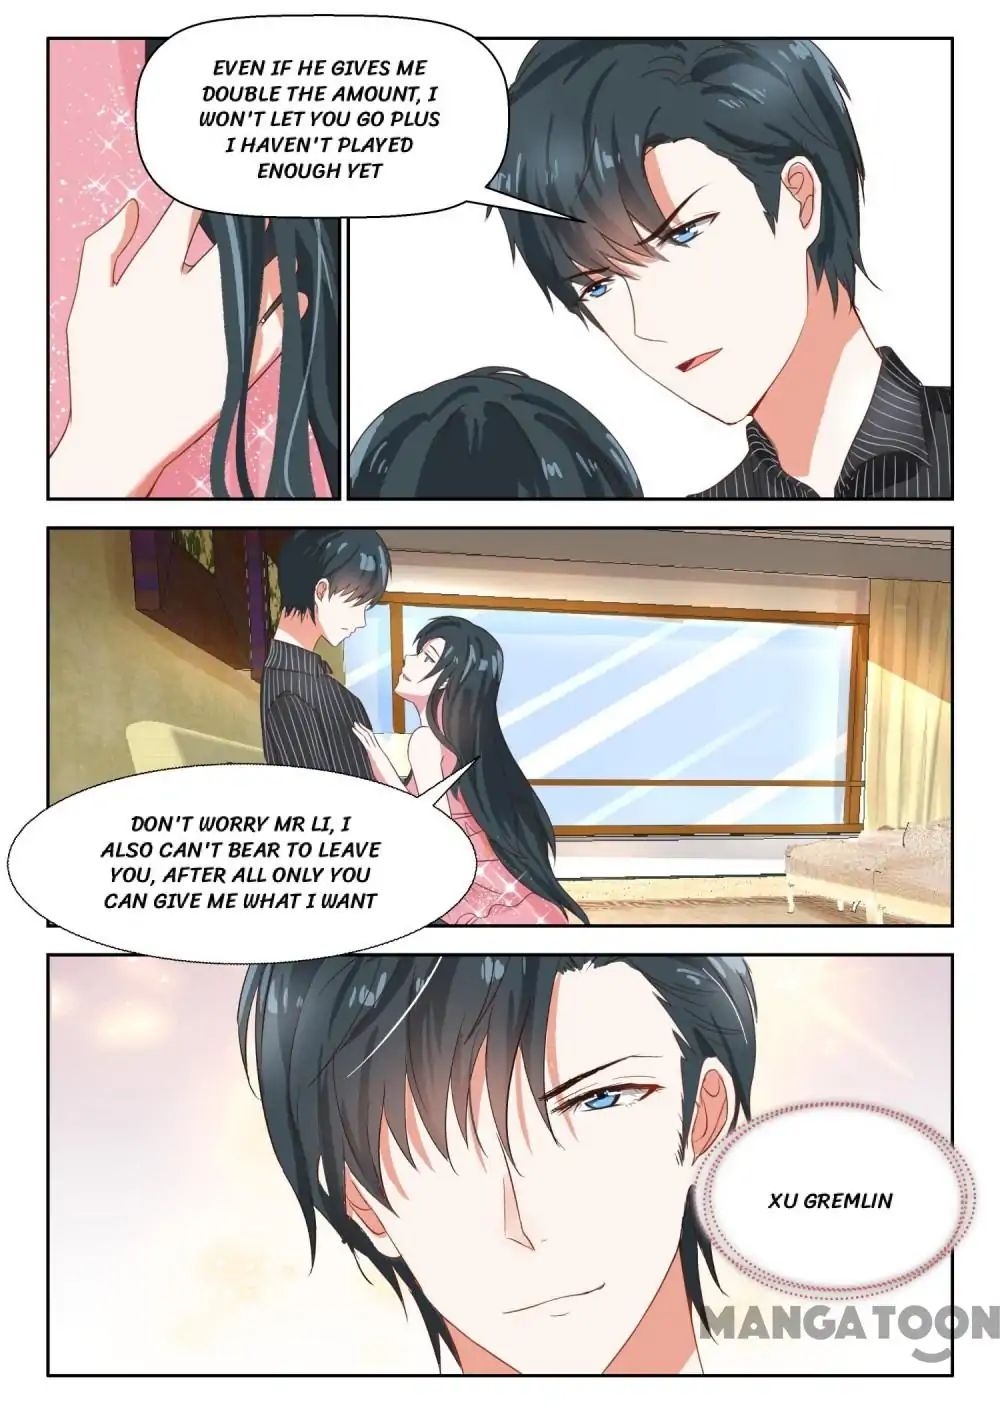 EVEN IF HE GIVES ME
DOUBLE THE AMOUNT, I
WON'T LET YOU GO PLUS
I HAVEN'T PLAYED
ENOUGH YET
DON'T WORRY MR LI, I
ALSO CAN'T BEAR TO LEAVE
YOU, AFTER ALL ONLY YOU
CAN GIVE ME WHAT I WANT
XU GREMLIN
MANGATOON